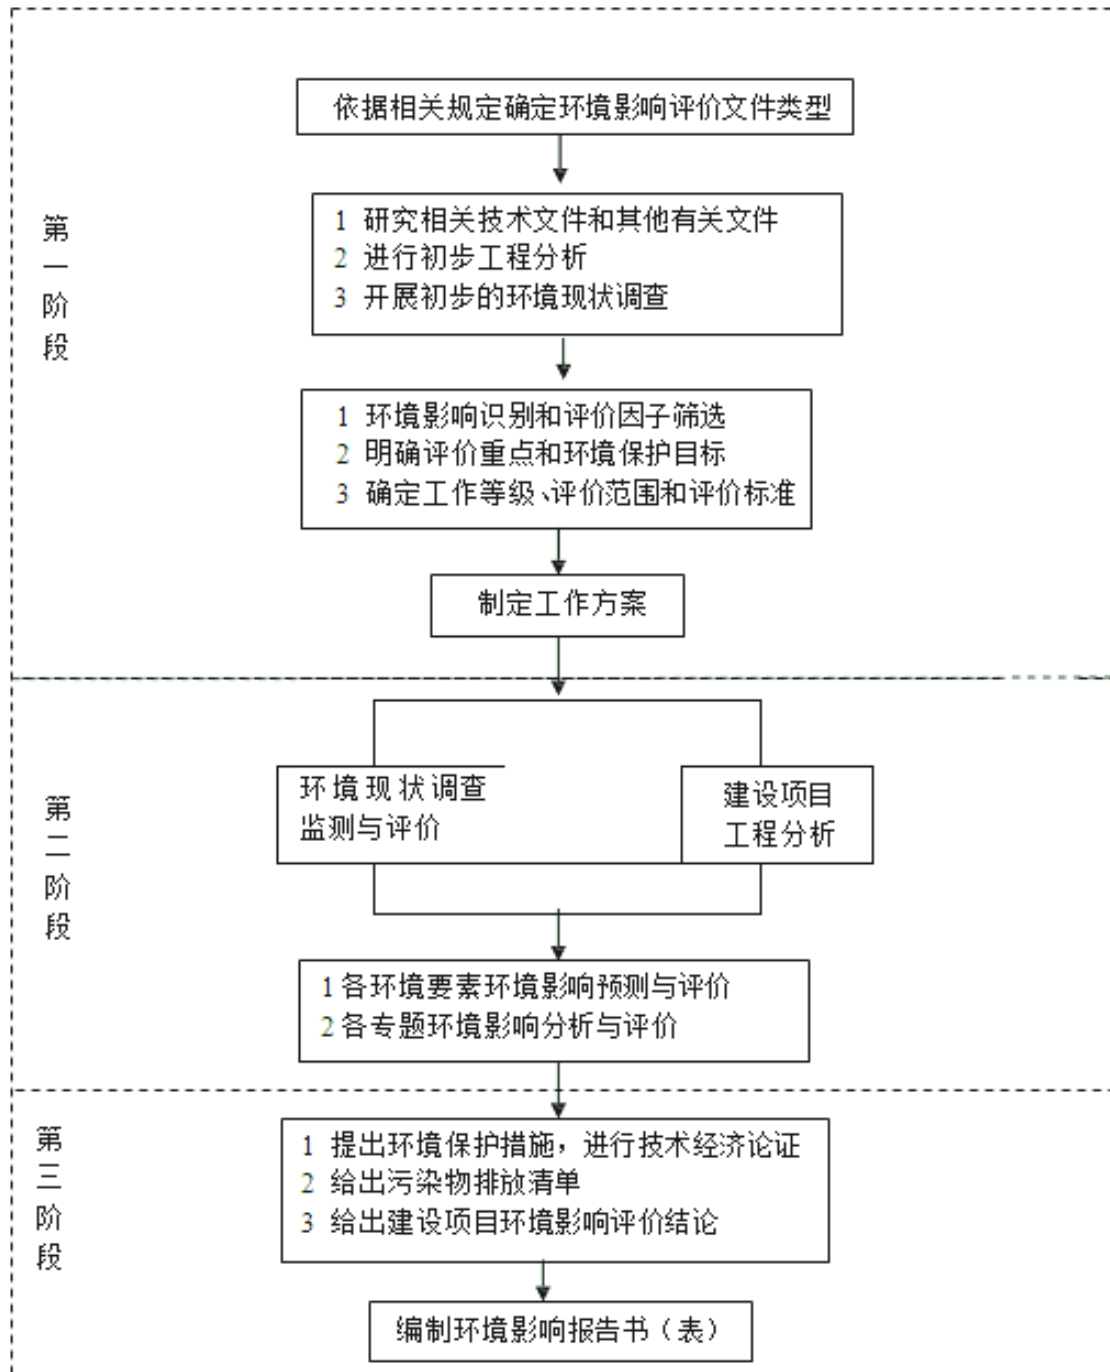 依据相关规定确定环境影响评价文件类型
第一阶段
1 研究相关技术文件和其他有关文件
2 进行初步工程分析
3 开展初步的环境现状调查
1 环境影响识别和评价因子筛选
2 明确评价重点和环境保护目标
3 确定工作等级、评价范围和评价标准
制定工作方案
第二阶段
环境现状调查
监测与评价
建设项目
工程分析
1各环境要素环境影响预测与评价
2各专题环境影响分析与评价
第三阶段
1 提出环境保护措施，进行技术经济论证
2 给出污染物排放清单
3 给出建设项目环境影响评价结论
编制环境影响报告书（表）